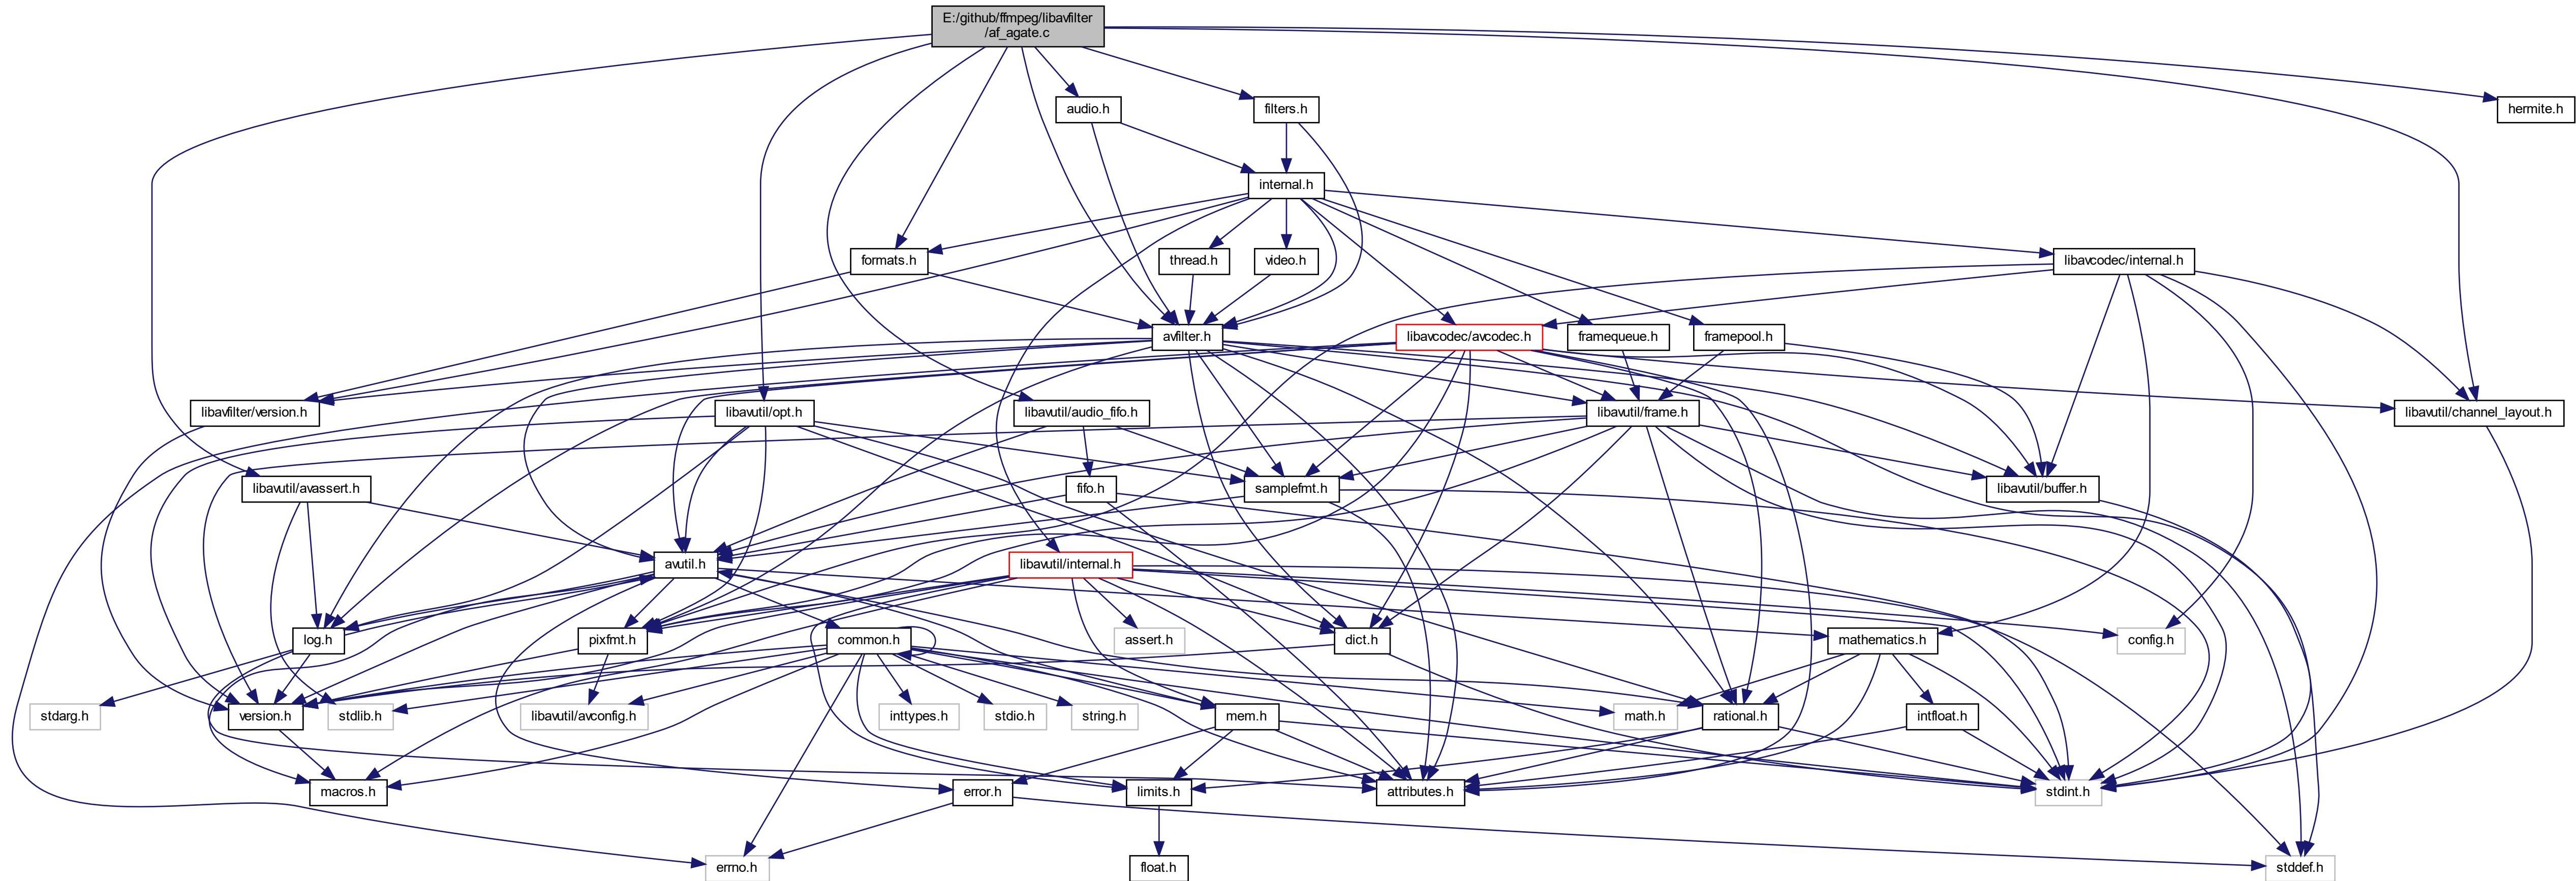 E:/github/ffmpeg/libavfilter
/af_agate.c
audio.h
filters.h
hermite.h
internal.h
formats.h
thread.h
video.h
libavcodec/internal.h
avfilter.h
libavcodec/avcodec.h
framequeue.h
framepool.h
libavfilter/version.h
libavutil/opt.h
libavutil/audio_fifo.h
libavutil/frame.h
libavutil/channel_layout.h
libavutil/avassert.h
fifo.h
samplefmt.h
libavutil/buffer.h
avutil.h
libavutil/internal.h
log.h
pixfmt.h
common.h
assert.h
dict.h
mathematics.h
config.h
stdarg.h
version.h
stdlib.h
libavutil/avconfig.h
inttypes.h
stdio.h
string.h
mem.h
math.h
rational.h
intfloat.h
macros.h
error.h
limits.h
attributes.h
stdint.h
errno.h
float.h
stddef.h